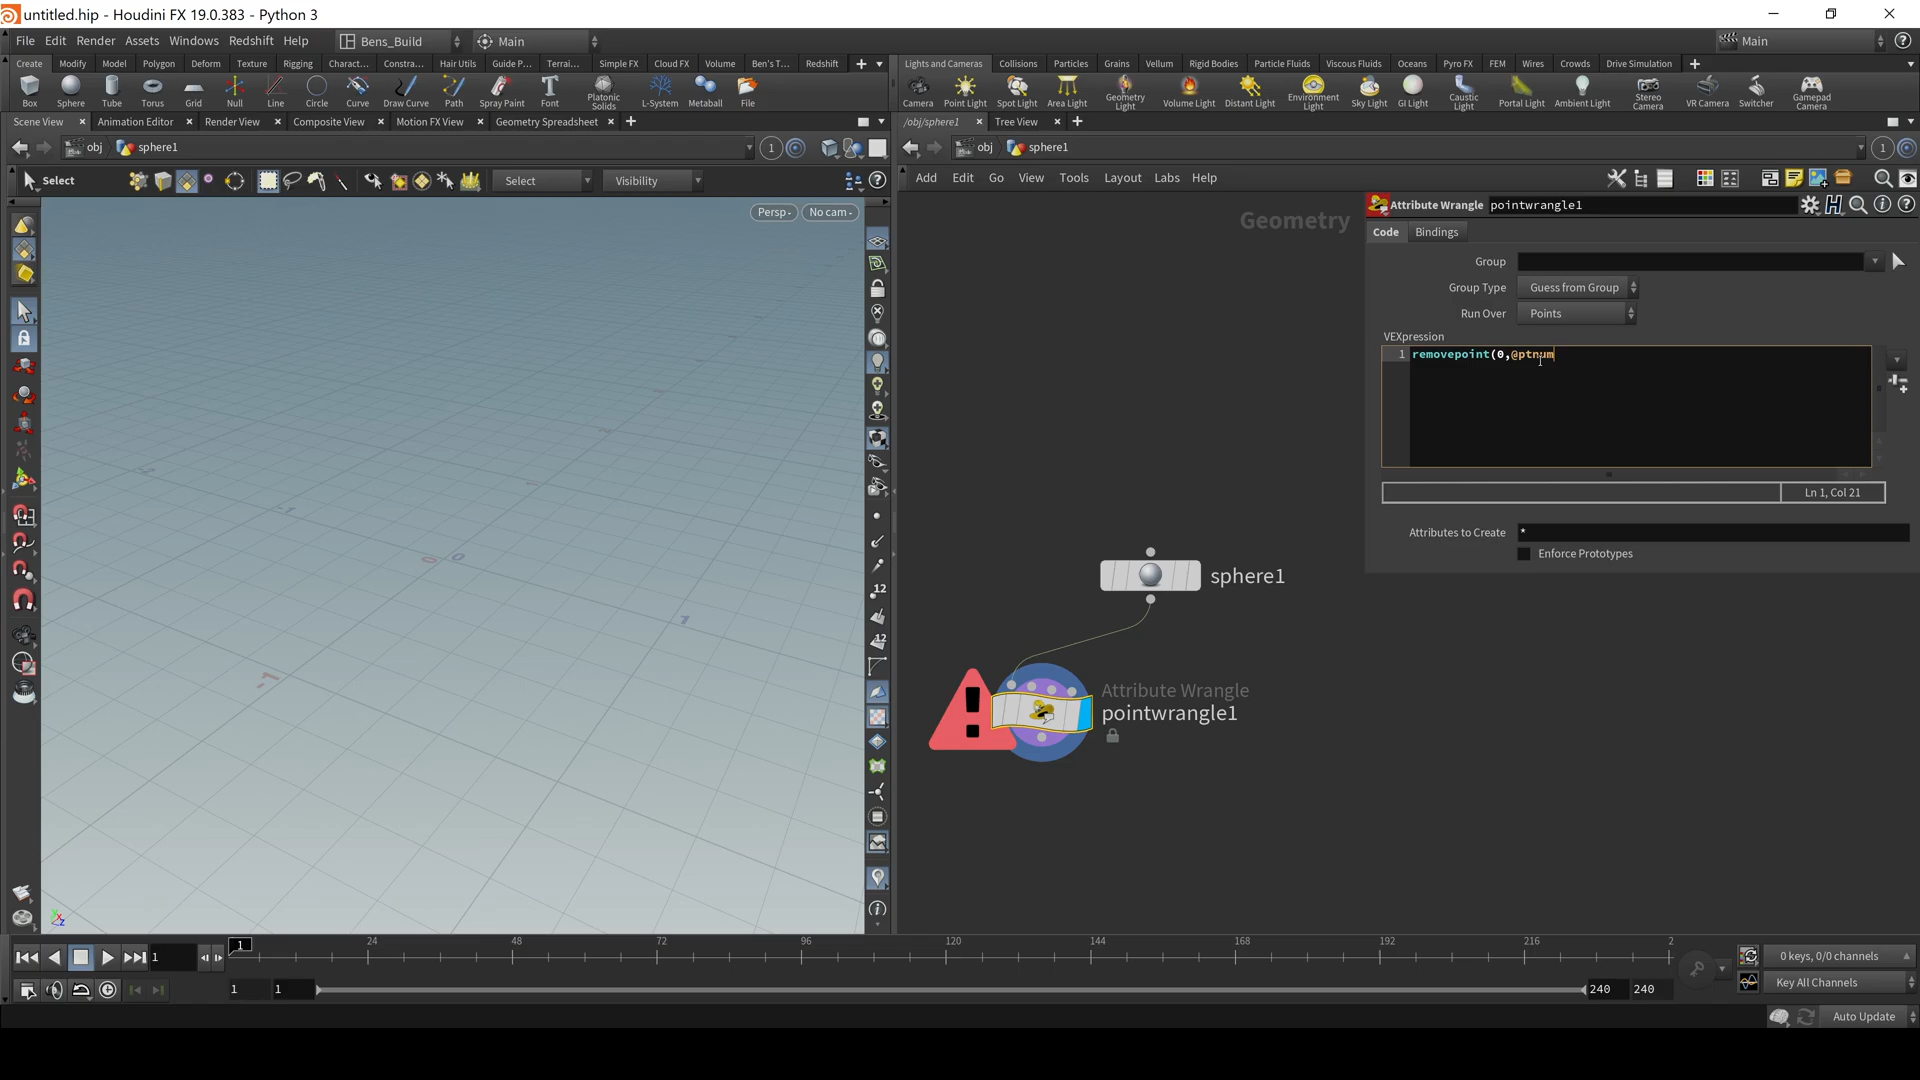 untitled.hip - Houdini FX 19.0.383 - Python 3
File Edit Render Assets Windows Redshift Help Bens_Build Main
Main
Create Modify Model Polygon Deform Texture Rigging Charact... Constra... Hair Utils Guide P... Terrai... Simple FX Cloud FX Volume Ben's T... Redshift
Lights and Cameras Collisions Particles Grains Vellum Rigid Bodies Particle Fluids Viscous Fluids Oceans Pyro FX FEM Wires Crowds Drive Simulation
Box Sphere Tube Torus Grid Null Line Circle Curve Draw Curve Path Spray Paint Font Platonic Solids L-System Metaball File
Camera Point Light Spot Light Area Light Geometry Light Volume Light Distant Light Environment Light Sky Light GI Light Caustic Light Portal Light Ambient Light Stereo Camera VR Camera Switcher Gamepad Camera
Scene View Animation Editor Render View Composite View Motion FX View Geometry Spreadsheet
/obj/sphere1 Tree View
obj sphere1 1
obj sphere1 1
Select Select Visibility
Add Edit Go View Tools Layout Labs Help
Persp No cam
Geometry
Attribute Wrangle pointwrangle1
Code Bindings
Group
Group Type Guess from Group
Run Over Points
VEXpression
1 removepoint(0,@ptnum
Ln 1, Col 21
Attributes to Create *
Enforce Prototypes
sphere1
Attribute Wrangle
pointwrangle1
12
12
0 0
1
-1
-1
x z
1 24 48 72 96 120 144 168 192 216 2
1
0 keys, 0/0 channels
1 1 240 240
Key All Channels
Auto Update